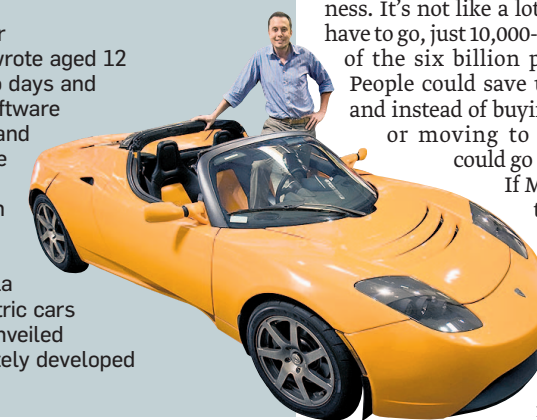 r
wrote aged 12
o days and
ftware
and
e
n
la
tric cars
nveiled
tely developed
ness. It's not like a lot
have to go, just 10,000-
of the six billion p
People could save u
and instead of buyin
or moving to
could go
If M
t